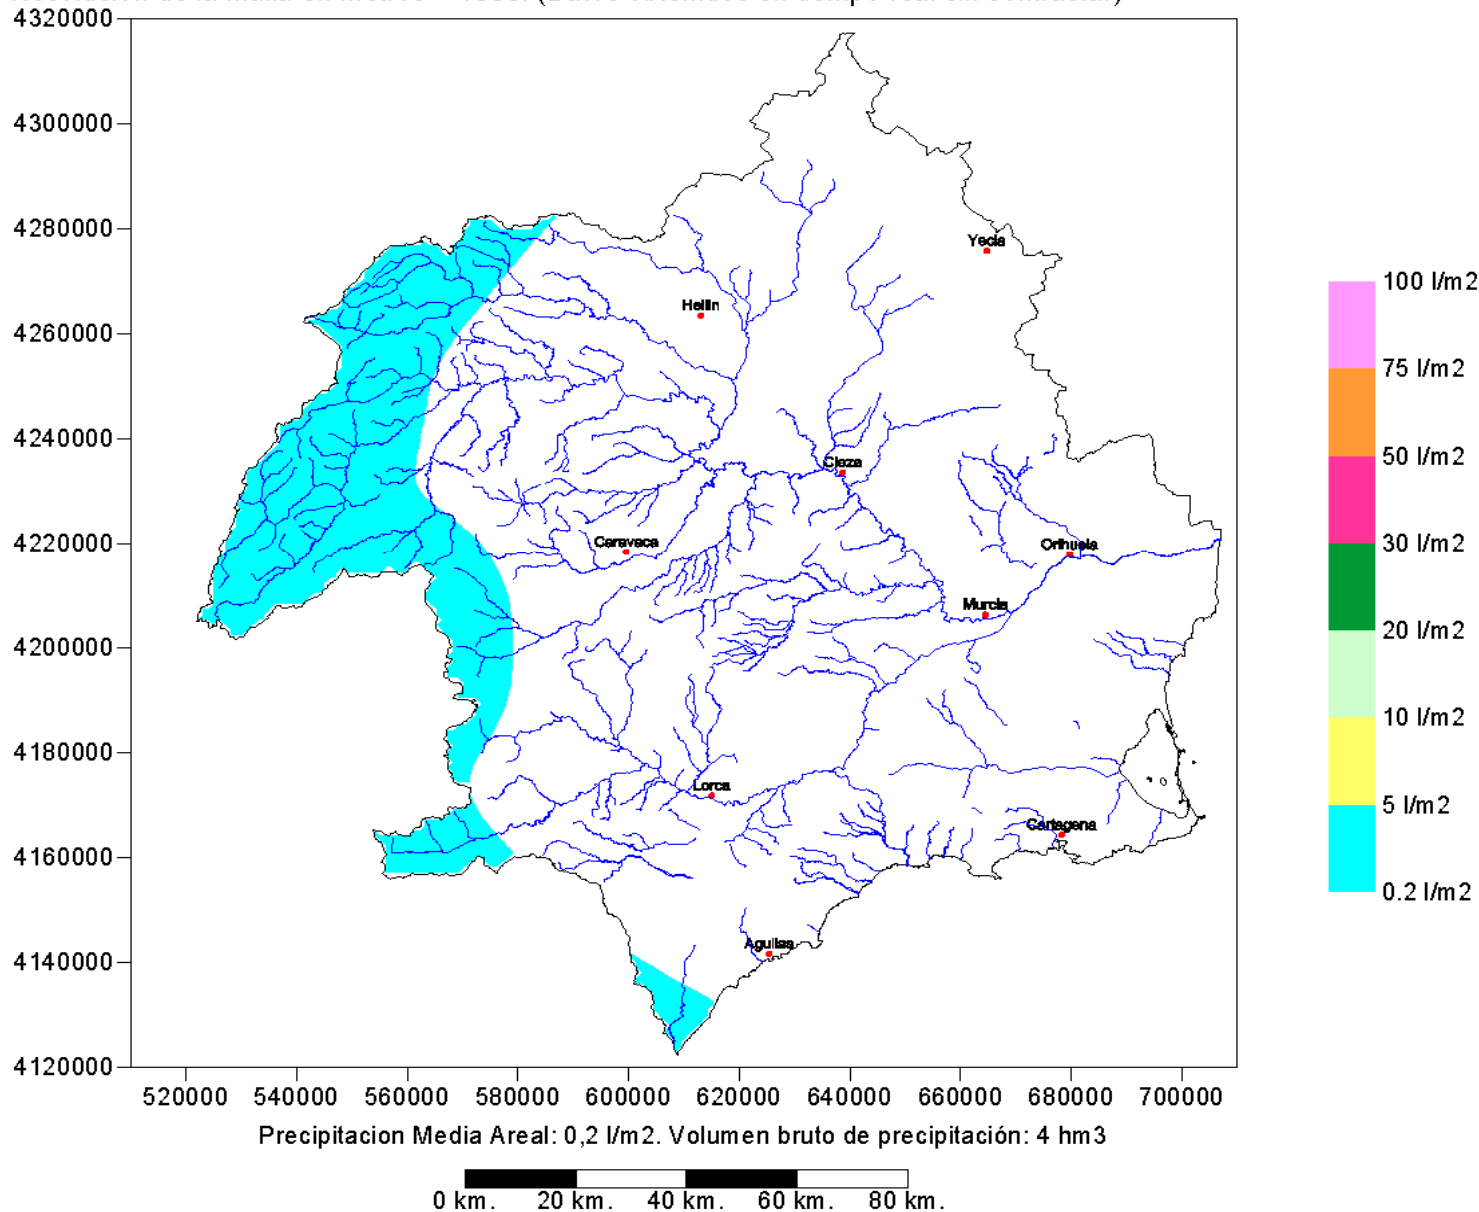 4320000
4300000
4280000
4260000
4240000
4220000
4200000
4180000
4160000
4140000
4120000
520000 540000 560000 580000 600000 620000 640000 660000 680000 700000
Yecla
Hellin
Cieza
Caravaca
Orihuela
Murcia
Lorca
Cartagena
Aguilas
100 l/m2
75 l/m2
50 l/m2
30 l/m2
20 l/m2
10 l/m2
5 l/m2
0.2 l/m2
Precipitacion Media Areal: 0,2 l/m2. Volumen bruto de precipitación: 4 hm3
0 km. 20 km. 40 km. 60 km. 80 km.